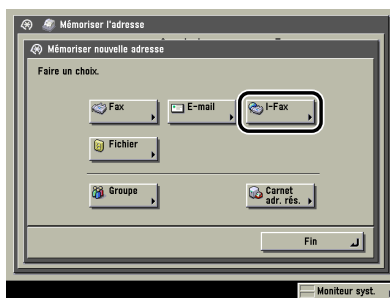 Mémoriser l'adresse
Mémoriser nouvelle adresse
Faire un choix.
Fax
E-mail
I-Fax
Fichier
Groupe
Carnet
adr. rés.
Fin
Moniteur syst.